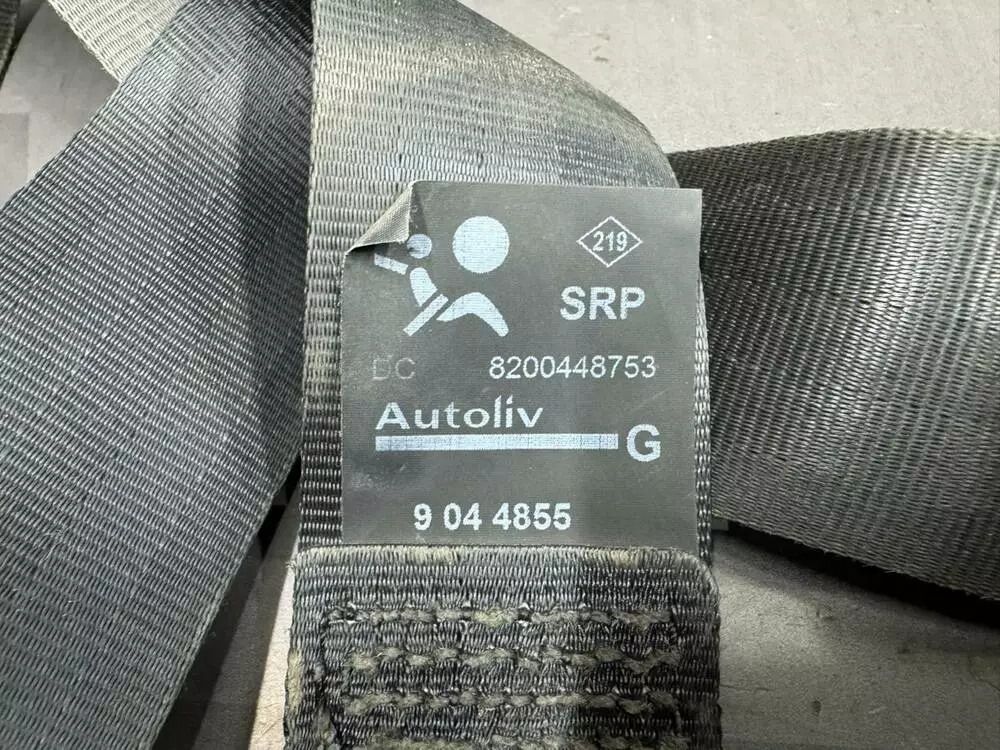 219
SRP
DC 8200448753
Autoliv
G
9 04 4855